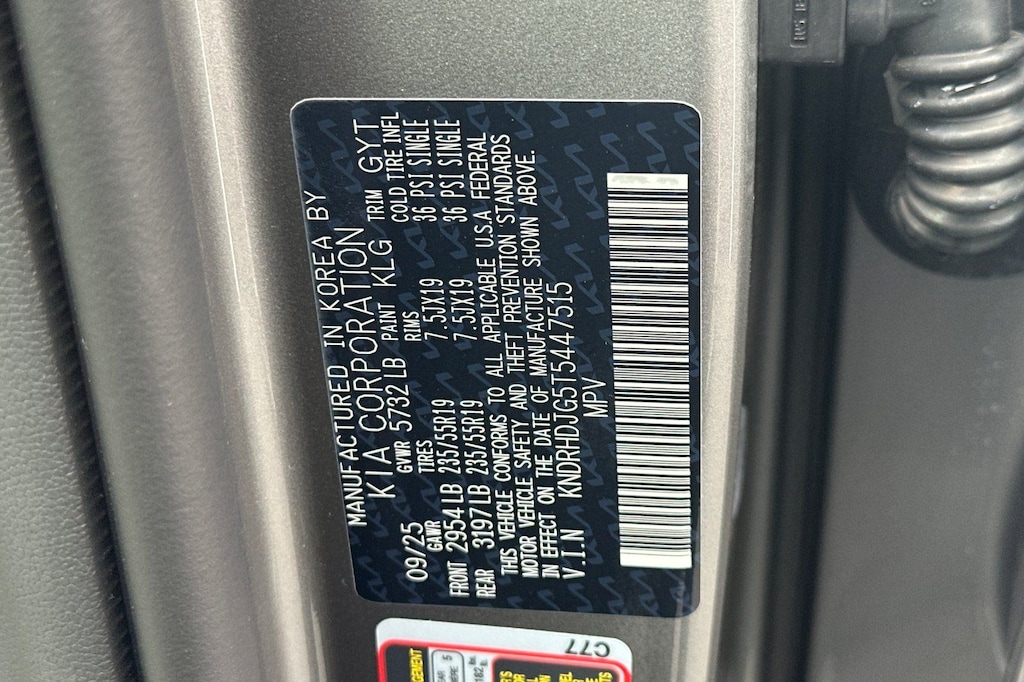 MANUFACTURED IN KOREA BY
KIA CORPORATION
09/25 GVWR 5732 LB PAINT KLG TRIM GYT
GAWR TIRES RIMS COLD TIRE INFL
FRONT 2954 LB 235/55R19 7.5JX19 36 PSI SINGLE
REAR 3197 LB 235/55R19 7.5JX19 36 PSI SINGLE
THIS VEHICLE CONFORMS TO ALL APPLICABLE U.S.A FEDERAL
MOTOR VEHICLE SAFETY AND THEFT PREVENTION STANDARDS
IN EFFECT ON THE DATE OF MANUFACTURE SHOWN ABOVE.
V.I.N KNDRHDJG5T5447515
MPV
C77